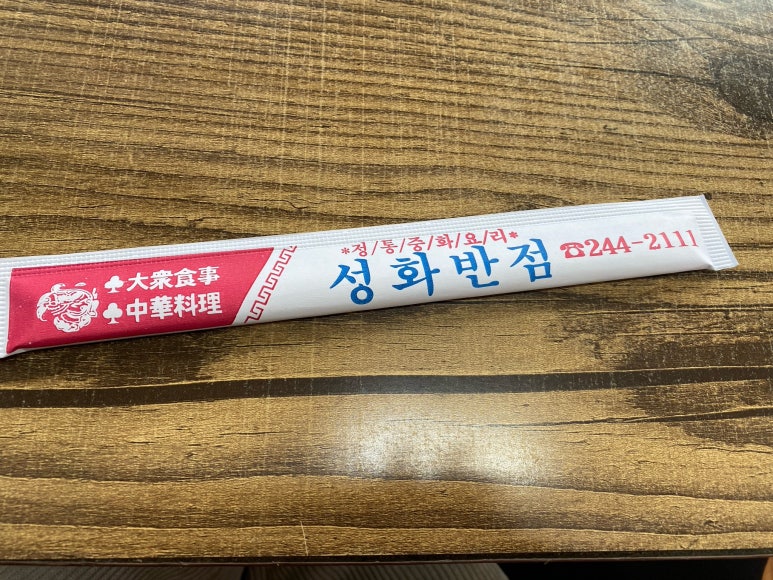 ♣大衆食事
♣中華料理
*정/통/중/화/요/리*
성화반점
☎244-2111